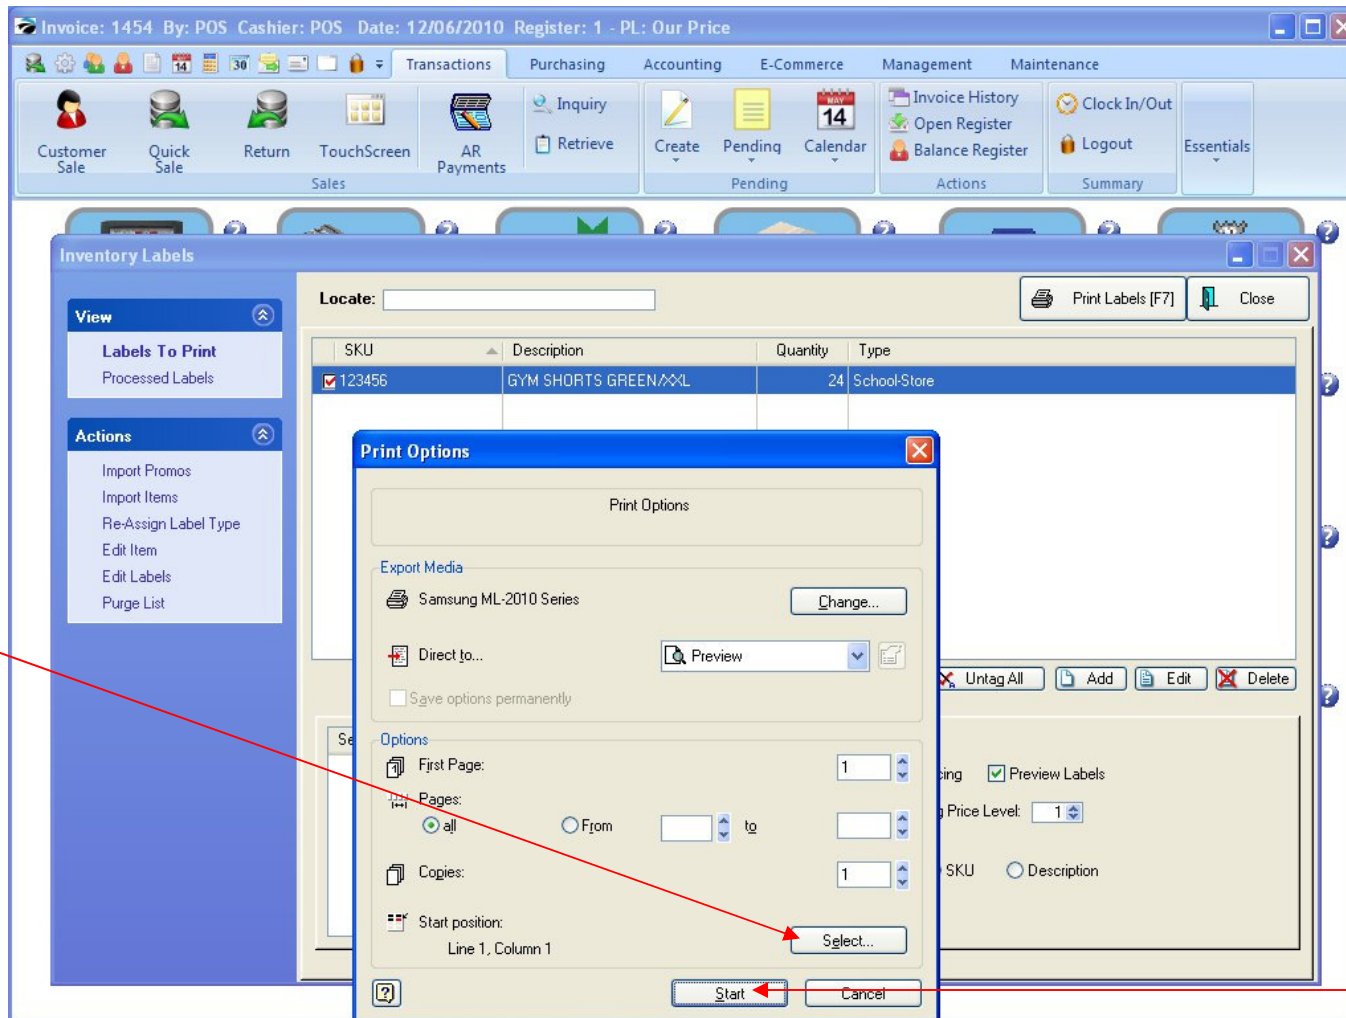 Invoice: 1454 By: POS Cashier: POS Date: 12/06/2010 Register: 1 - PL: Our Price
14 30 Transactions Purchasing Accounting E-Commerce Management Maintenance
Customer Sale
Quick Sale
Return
TouchScreen
AR Payments
Inquiry
Retrieve
Sales
Create
Pending
MAY 14
Calendar
Pending
Invoice History
Open Register
Balance Register
Actions
Clock In/Out
Logout
Summary
Essentials
Inventory Labels
View
Labels To Print
Processed Labels
Actions
Import Promos
Import Items
Re-Assign Label Type
Edit Item
Edit Labels
Purge List
Locate:
Print Labels [F7]
Close
SKU Description Quantity Type
123456 GYM SHORTS GREEN/XXL 24 School-Store
Untag All Add Edit Delete
Se
cing Preview Labels
g Price Level: 1
SKU Description
Print Options
Print Options
Export Media
Samsung ML-2010 Series Change...
Direct to... Preview
Save options permanently
Options
First Page: 1
Pages:
all From to
Copies: 1
Start position:
Line 1, Column 1
Select...
Start Cancel